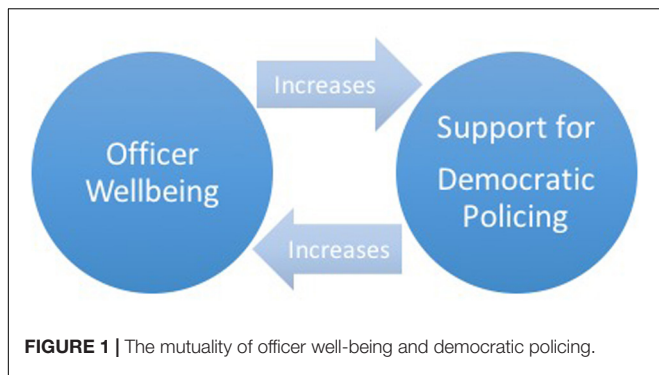 Increases
Officer
Wellbeing
Support for
Democratic
Policing
Increases
FIGURE 1 | The mutuality of officer well-being and democratic policing.